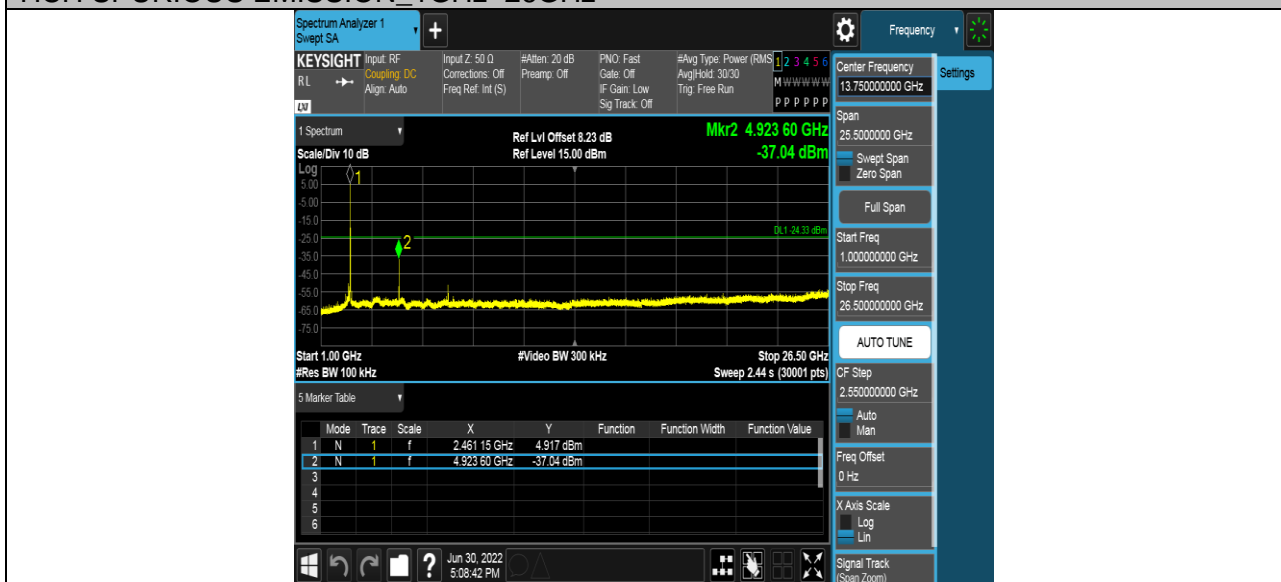 Spectrum Analyzer 1
Swept SA
Frequency
KEYSIGHT
RL
LXI
Input: RF
Coupling: DC
Align: Auto
Input Z: 50 Ω
Corrections: Off
Freq Ref: Int (S)
#Atten: 20 dB
Preamp: Off
PNO: Fast
Gate: Off
IF Gain: Low
Sig Track: Off
#Avg Type: Power (RMS
Avg|Hold: 30/30
Trig: Free Run
1 2 3 4 5 6
M W W W W W
P P P P P P
Center Frequency
13.750000000 GHz
Settings
1 Spectrum
Ref Lvl Offset 8.23 dB
Mkr2 4.923 60 GHz
Scale/Div 10 dB
Ref Level 15.00 dBm
-37.04 dBm
Log
5.00
-5.00
-15.0
-25.0
-35.0
-45.0
-55.0
-65.0
-75.0
1
2
DL1 -24.33 dBm
Start 1.00 GHz
#Video BW 300 kHz
Stop 26.50 GHz
#Res BW 100 kHz
Sweep 2.44 s (30001 pts)
Span
25.5000000 GHz
Swept Span
Zero Span
Full Span
Start Freq
1.000000000 GHz
Stop Freq
26.500000000 GHz
AUTO TUNE
CF Step
2.550000000 GHz
Auto
Man
Freq Offset
0 Hz
X Axis Scale
Log
Lin
Signal Track
(Span Zoom)
5 Marker Table
Mode Trace Scale X Y Function Function Width Function Value
1 N 1 f 2.461 15 GHz 4.917 dBm
2 N 1 f 4.923 60 GHz -37.04 dBm
3
4
5
6
?
Jun 30, 2022
5:08:42 PM